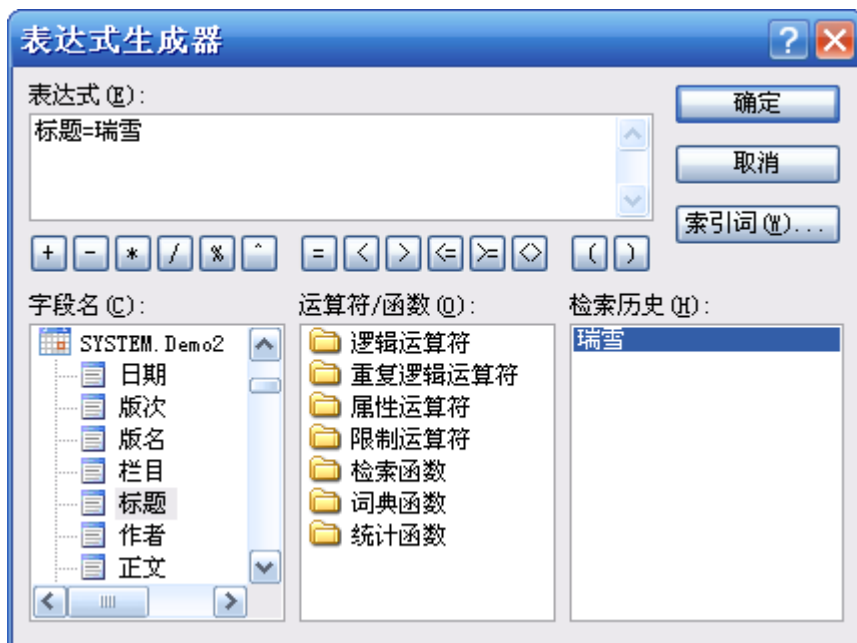 表达式生成器
表达式(E):
确定
标题=瑞雪
取消
索引词(W)...
+ - * / % ^ = < > <= >= <> ( )
字段名(C): 运算符/函数(O): 检索历史(H):
SYSTEM.Demo2 逻辑运算符 瑞雪
日期 重复逻辑运算符
版次 属性运算符
版名 限制运算符
栏目 检索函数
标题 词典函数
作者 统计函数
正文